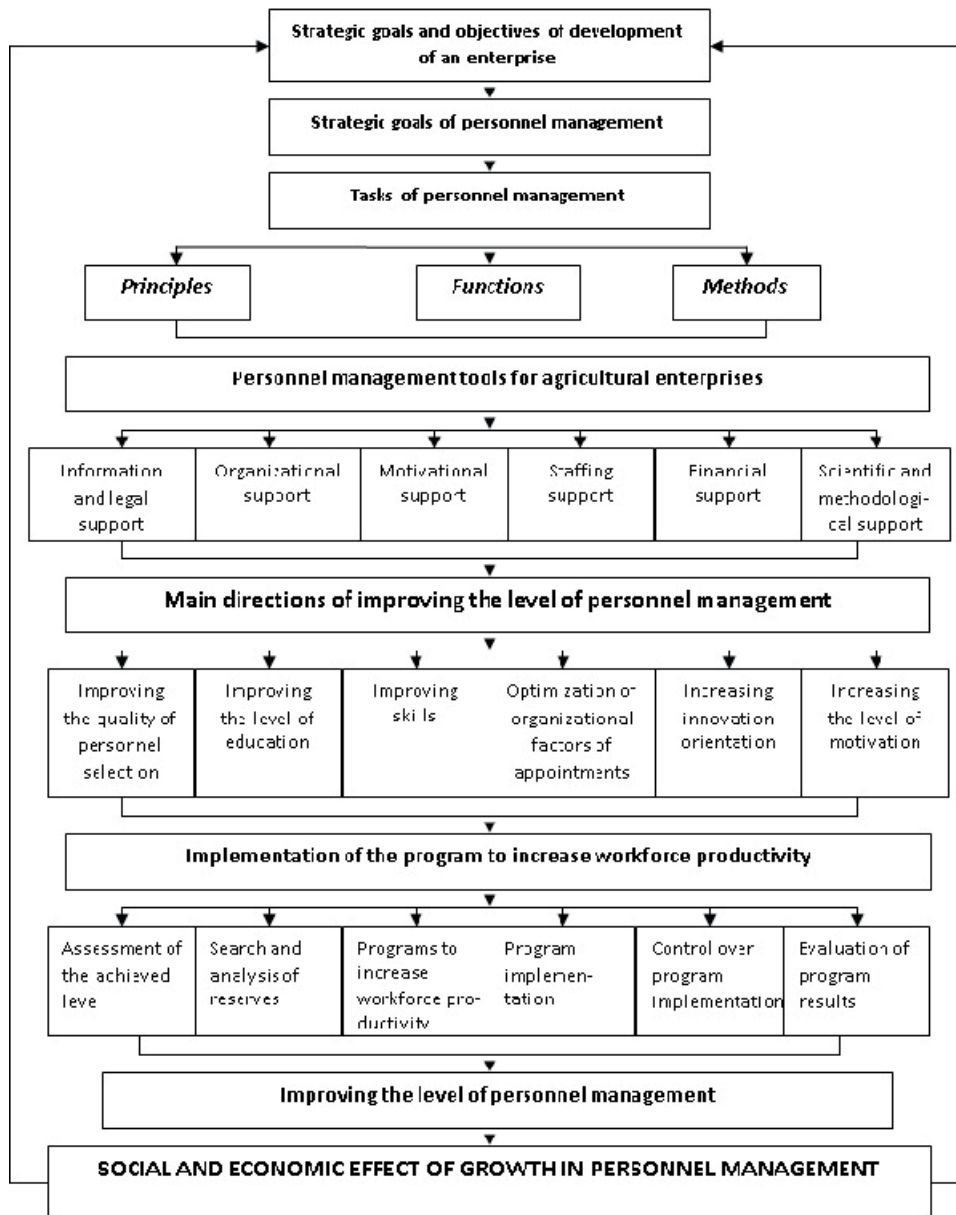 Strategic goals and objectives of development
of an enterprise
Strategic goals of personnel management
Tasks of personnel management
Principles
Functions
Methods
Personnel management tools for agricultural enterprises
Information
and legal
support
Organizational
support
Motivational
support
Staffing
support
Financial
support
Scientific and
methodologi-
cal support
Main directions of improving the level of personnel management
Improving
the quality of
personnel
selection
Improving
the level of
education
Improving
skills
Optimization of
organizational
factors of
appointments
Increasing
innovation
orientation
Increasing
the level of
motivation
Implementation of the program to increase workforce productivity
Assessment of
the achieved
leve
Search and
analysis of
reserves
Programs to
increase
workforce pro-
ductivity
Program
implemen-
tation
Control over
program
implementation
Evaluation of
program
results
Improving the level of personnel management
SOCIAL AND ECONOMIC EFFECT OF GROWTH IN PERSONNEL MANAGEMENT